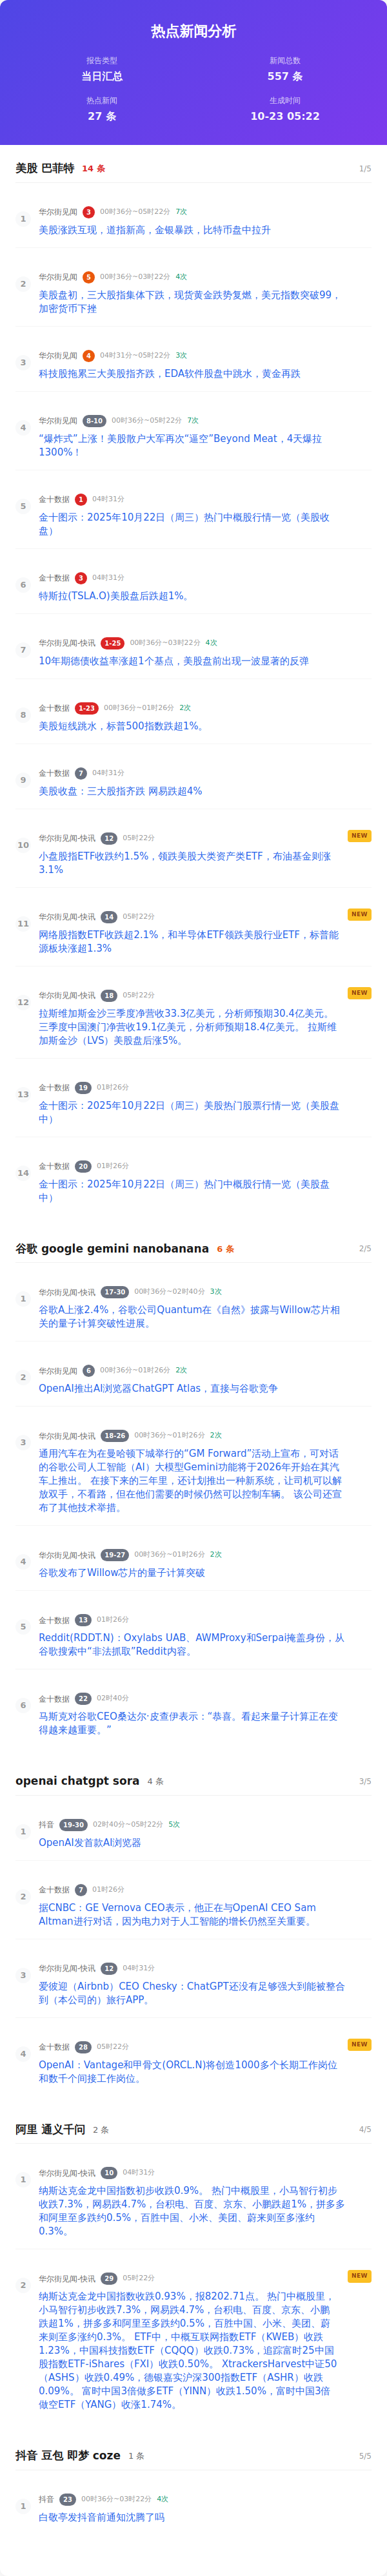 热点新闻分析
报告类型
当日汇总
新闻总数
557 条
热点新闻
27 条
生成时间
10-23 05:22
美股 巴菲特 14 条 1/5
1
华尔街见闻 3 00时36分~05时22分 7次
美股涨跌互现，道指新高，金银暴跌，比特币盘中拉升
2
华尔街见闻 5 00时36分~03时22分 4次
美股盘初，三大股指集体下跌，现货黄金跌势复燃，美元指数突破99，
加密货币下挫
3
华尔街见闻 4 04时31分~05时22分 3次
科技股拖累三大美股指齐跌，EDA软件股盘中跳水，黄金再跌
4
华尔街见闻 8-10 00时36分~05时22分 7次
“爆炸式”上涨！美股散户大军再次“逼空”Beyond Meat，4天爆拉
1300%！
5
金十数据 1 04时31分
金十图示：2025年10月22日（周三）热门中概股行情一览（美股收
盘）
6
金十数据 3 04时31分
特斯拉(TSLA.O)美股盘后跌超1%。
7
华尔街见闻-快讯 1-25 00时36分~03时22分 4次
10年期德债收益率涨超1个基点，美股盘前出现一波显著的反弹
8
金十数据 1-23 00时36分~01时26分 2次
美股短线跳水，标普500指数跌超1%。
9
金十数据 7 04时31分
美股收盘：三大股指齐跌 网易跌超4%
10
华尔街见闻-快讯 12 05时22分
NEW
小盘股指ETF收跌约1.5%，领跌美股大类资产类ETF，布油基金则涨
3.1%
11
华尔街见闻-快讯 14 05时22分
NEW
网络股指数ETF收跌超2.1%，和半导体ETF领跌美股行业ETF，标普能
源板块涨超1.3%
12
华尔街见闻-快讯 18 05时22分
NEW
拉斯维加斯金沙三季度净营收33.3亿美元，分析师预期30.4亿美元。
三季度中国澳门净营收19.1亿美元，分析师预期18.4亿美元。 拉斯维
加斯金沙（LVS）美股盘后涨5%。
13
金十数据 19 01时26分
金十图示：2025年10月22日（周三）美股热门股票行情一览（美股盘
中）
14
金十数据 20 01时26分
金十图示：2025年10月22日（周三）热门中概股行情一览（美股盘
中）
谷歌 google gemini nanobanana 6 条 2/5
1
华尔街见闻-快讯 17-30 00时36分~02时40分 3次
谷歌A上涨2.4%，谷歌公司Quantum在《自然》披露与Willow芯片相
关的量子计算突破性进展。
2
华尔街见闻 6 00时36分~01时26分 2次
OpenAI推出AI浏览器ChatGPT Atlas，直接与谷歌竞争
3
华尔街见闻-快讯 18-26 00时36分~01时26分 2次
通用汽车在为在曼哈顿下城举行的“GM Forward”活动上宣布，可对话
的谷歌公司人工智能（AI）大模型Gemini功能将于2026年开始在其汽
车上推出。 在接下来的三年里，还计划推出一种新系统，让司机可以解
放双手，不看路，但在他们需要的时候仍然可以控制车辆。 该公司还宣
布了其他技术举措。
4
华尔街见闻-快讯 19-27 00时36分~01时26分 2次
谷歌发布了Willow芯片的量子计算突破
5
金十数据 13 01时26分
Reddit(RDDT.N)：Oxylabs UAB、AWMProxy和Serpai掩盖身份，从
谷歌搜索中“非法抓取”Reddit内容。
6
金十数据 22 02时40分
马斯克对谷歌CEO桑达尔·皮查伊表示：“恭喜。看起来量子计算正在变
得越来越重要。”
openai chatgpt sora 4 条 3/5
1
抖音 19-30 02时40分~05时22分 5次
OpenAI发首款AI浏览器
2
金十数据 7 01时26分
据CNBC：GE Vernova CEO表示，他正在与OpenAI CEO Sam
Altman进行对话，因为电力对于人工智能的增长仍然至关重要。
3
华尔街见闻-快讯 12 04时31分
爱彼迎（Airbnb）CEO Chesky：ChatGPT还没有足够强大到能被整合
到（本公司的）旅行APP。
4
金十数据 28 05时22分
NEW
OpenAI：Vantage和甲骨文(ORCL.N)将创造1000多个长期工作岗位
和数千个间接工作岗位。
阿里 通义千问 2 条 4/5
1
华尔街见闻-快讯 10 04时31分
纳斯达克金龙中国指数初步收跌0.9%。 热门中概股里，小马智行初步
收跌7.3%，网易跌4.7%，台积电、百度、京东、小鹏跌超1%，拼多多
和阿里至多跌约0.5%，百胜中国、小米、美团、蔚来则至多涨约
0.3%。
2
华尔街见闻-快讯 29 05时22分
NEW
纳斯达克金龙中国指数收跌0.93%，报8202.71点。 热门中概股里，
小马智行初步收跌7.3%，网易跌4.7%，台积电、百度、京东、小鹏
跌超1%，拼多多和阿里至多跌约0.5%，百胜中国、小米、美团、蔚
来则至多涨约0.3%。 ETF中，中概互联网指数ETF（KWEB）收跌
1.23%，中国科技指数ETF（CQQQ）收跌0.73%，追踪富时25中国
股指数ETF-iShares（FXI）收跌0.50%。 XtrackersHarvest中证50
（ASHS）收跌0.49%，德银嘉实沪深300指数ETF（ASHR）收跌
0.09%。 富时中国3倍做多ETF（YINN）收跌1.50%，富时中国3倍
做空ETF（YANG）收涨1.74%。
抖音 豆包 即梦 coze 1 条 5/5
1
抖音 23 00时36分~03时22分 4次
白敬亭发抖音前通知沈腾了吗